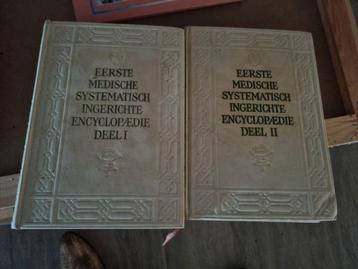 EERSTE
MEDISCHE
SYSTEMATISCH
INGERICHTE
ENCYCLOPÆDIE
DEEL I
EERSTE
MEDISCHE
SYSTEMATISCH
INGERICHTE
ENCYCLOPÆDIE
DEEL II